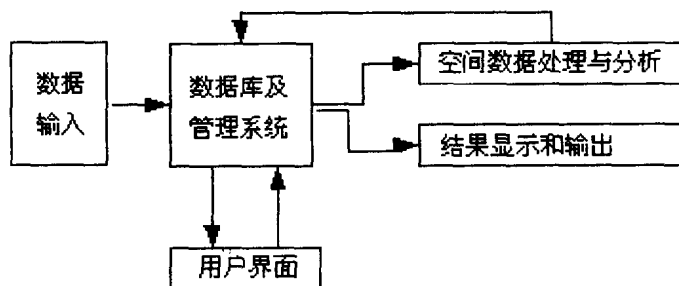 数据
输入
数据库及
管理系统
空间数据处理与分析
结果显示和输出
用户界面